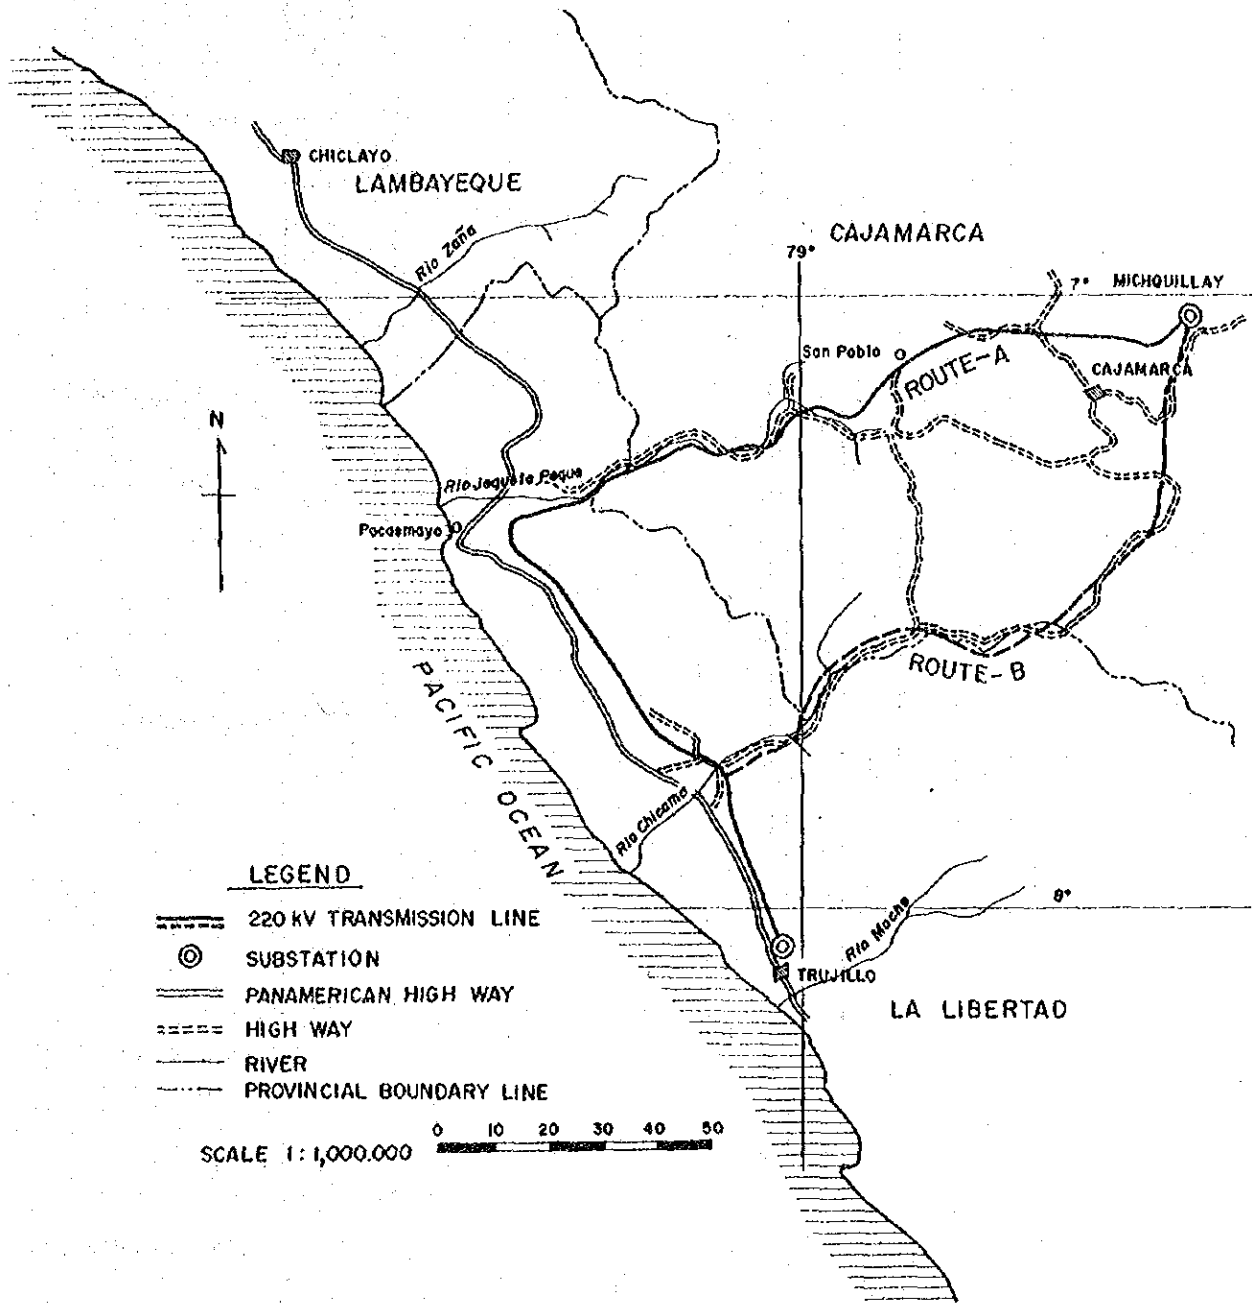 CHICLAYO
LAMBAYEQUE
Rio Zaña
CAJAMARCA
79°
7°
MICHQUILLAY
San Pablo
ROUTE-A
CAJAMARCA
N
Rio Jequete Peque
Pacasmayo
ROUTE-B
PACIFIC OCEAN
Rio Chicama
LEGEND
220 kV TRANSMISSION LINE
SUBSTATION
PANAMERICAN HIGH WAY
HIGH WAY
RIVER
PROVINCIAL BOUNDARY LINE
SCALE 1:1,000.000
0 10 20 30 40 50
8°
Rio Moche
TRUJILLO
LA LIBERTAD